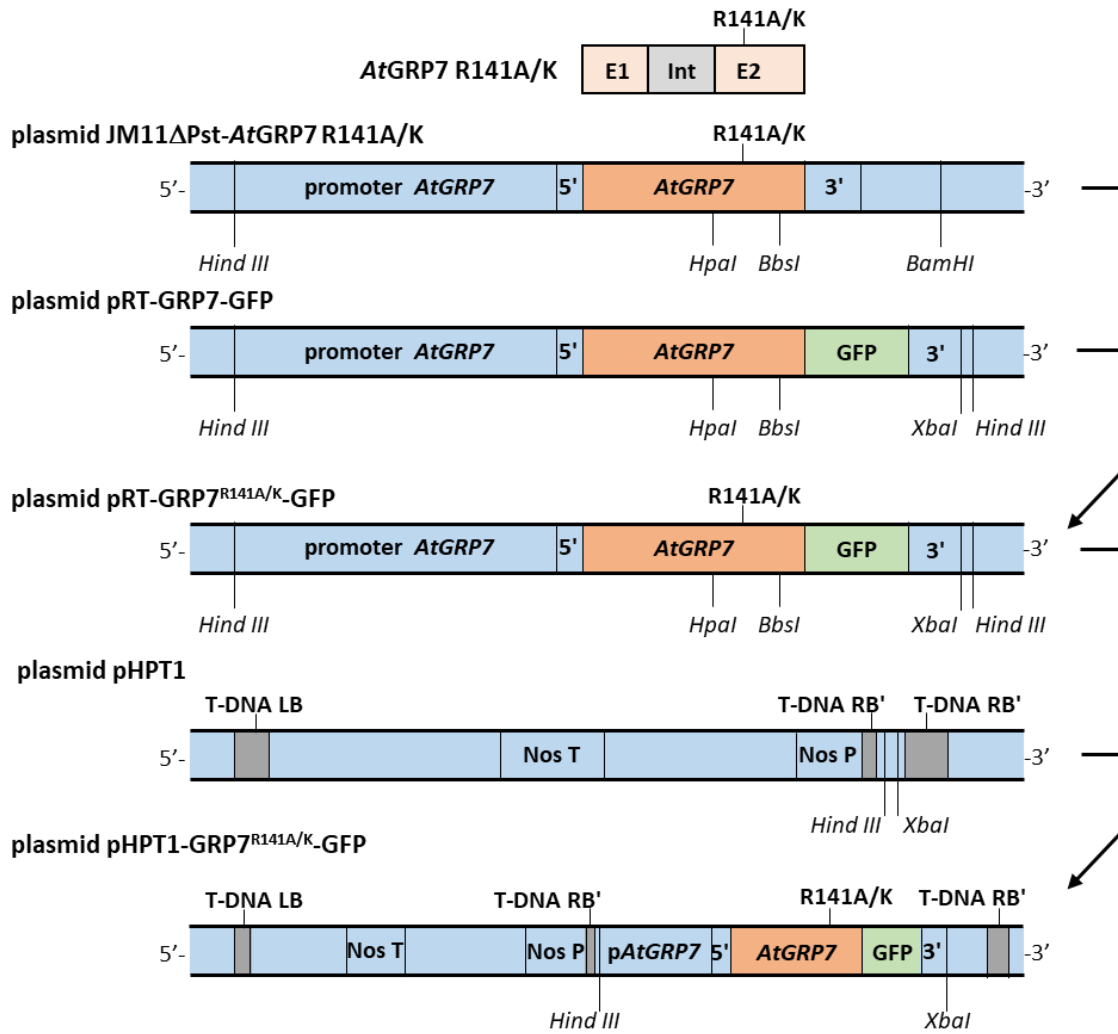 R141A/K
AtGRP7 R141A/K
E1 Int E2
plasmid JM11ΔPst-AtGRP7 R141A/K
R141A/K
5’- promoter AtGRP7 5' AtGRP7 3' -3’
Hind III HpaI BbsI BamHI
plasmid pRT-GRP7-GFP
5’- promoter AtGRP7 5' AtGRP7 GFP 3' -3’
Hind III HpaI BbsI XbaI Hind III
plasmid pRT-GRP7R141A/K-GFP
R141A/K
5’- promoter AtGRP7 5' AtGRP7 GFP 3' -3’
Hind III HpaI BbsI XbaI Hind III
plasmid pHPT1
T-DNA LB T-DNA RB' T-DNA RB'
5’- Nos T Nos P -3’
Hind III XbaI
plasmid pHPT1-GRP7R141A/K-GFP
T-DNA LB T-DNA RB' R141A/K T-DNA RB'
5’- Nos T Nos P pAtGRP7 5' AtGRP7 GFP 3' -3’
Hind III XbaI